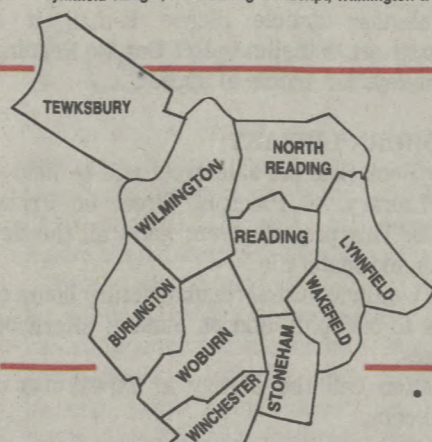 TEWKSBURY
NORTH
READING
WILMINGTON
READING
LYNNFIELD
BURLINGTON
WAKEFIELD
WOBURN
STONEHAM
WINCHESTER